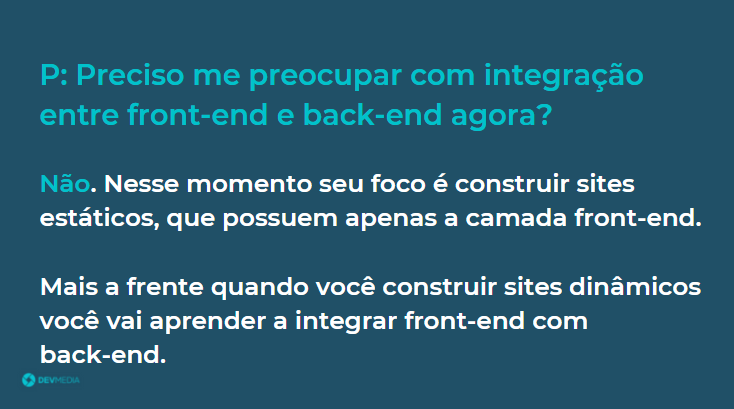 P: Preciso me preocupar com integração
entre front-end e back-end agora?
Não. Nesse momento seu foco é construir sites
estáticos, que possuem apenas a camada front-end.
Mais a frente quando você construir sites dinâmicos
você vai aprender a integrar front-end com
back-end.
DEVMEDIA